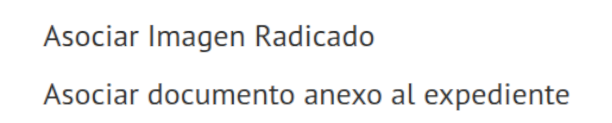 Asociar Imagen Radicado
Asociar documento anexo al expediente